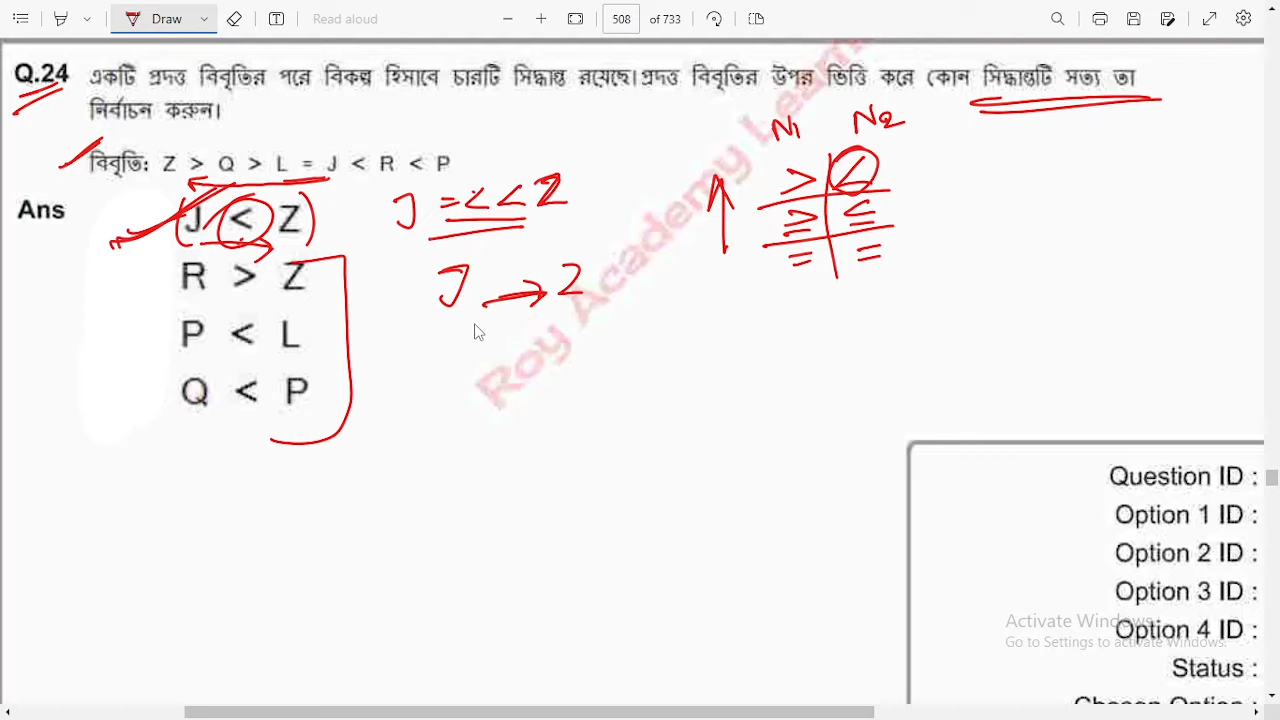 Draw
Read aloud
508 of 733
Q.24 একটি প্রদত্ত বিবৃতির পরে বিকল্প হিসাবে চারটি সিদ্ধান্ত রয়েছে। প্রদত্ত বিবৃতির উপর ভিত্তি করে কোন সিদ্ধান্তটি সত্য তা
নির্বাচন করুন।
বিবৃতি: Z > Q > L = J < R < P
Ans
J < Z
R > Z
P < L
Q < P
J = < < Z
J → Z
N1 N2
> <
≥ ≤
= =
Roy Academy Learn
Question ID :
Option 1 ID :
Option 2 ID :
Option 3 ID :
Option 4 ID :
Status :
Chosen Option :
Activate Windows
Go to Settings to activate Windows.